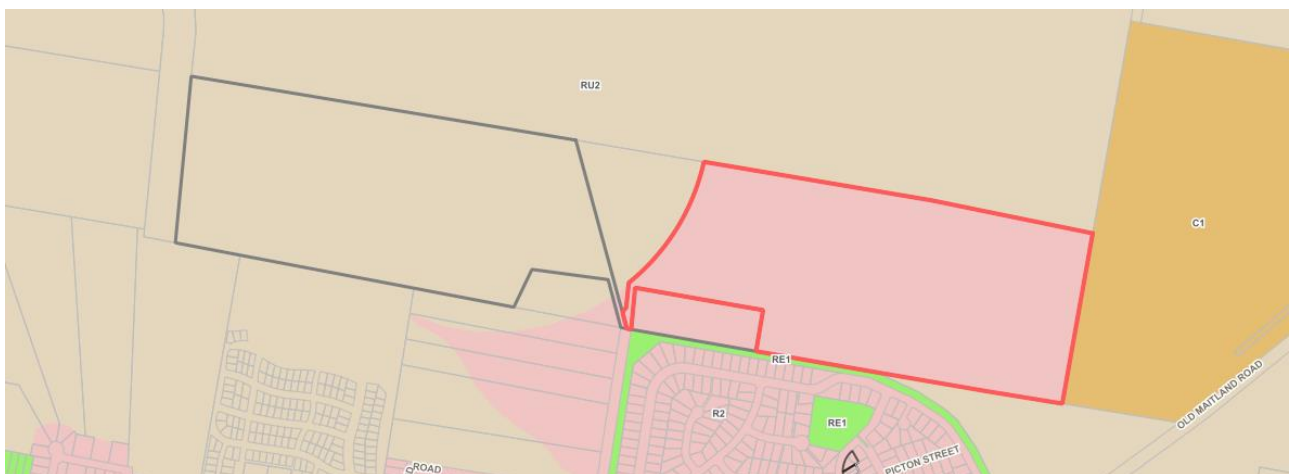 RU2
C1
RE1
R2
RE1
OLD MAITLAND ROAD
PICTON STREET
ROAD